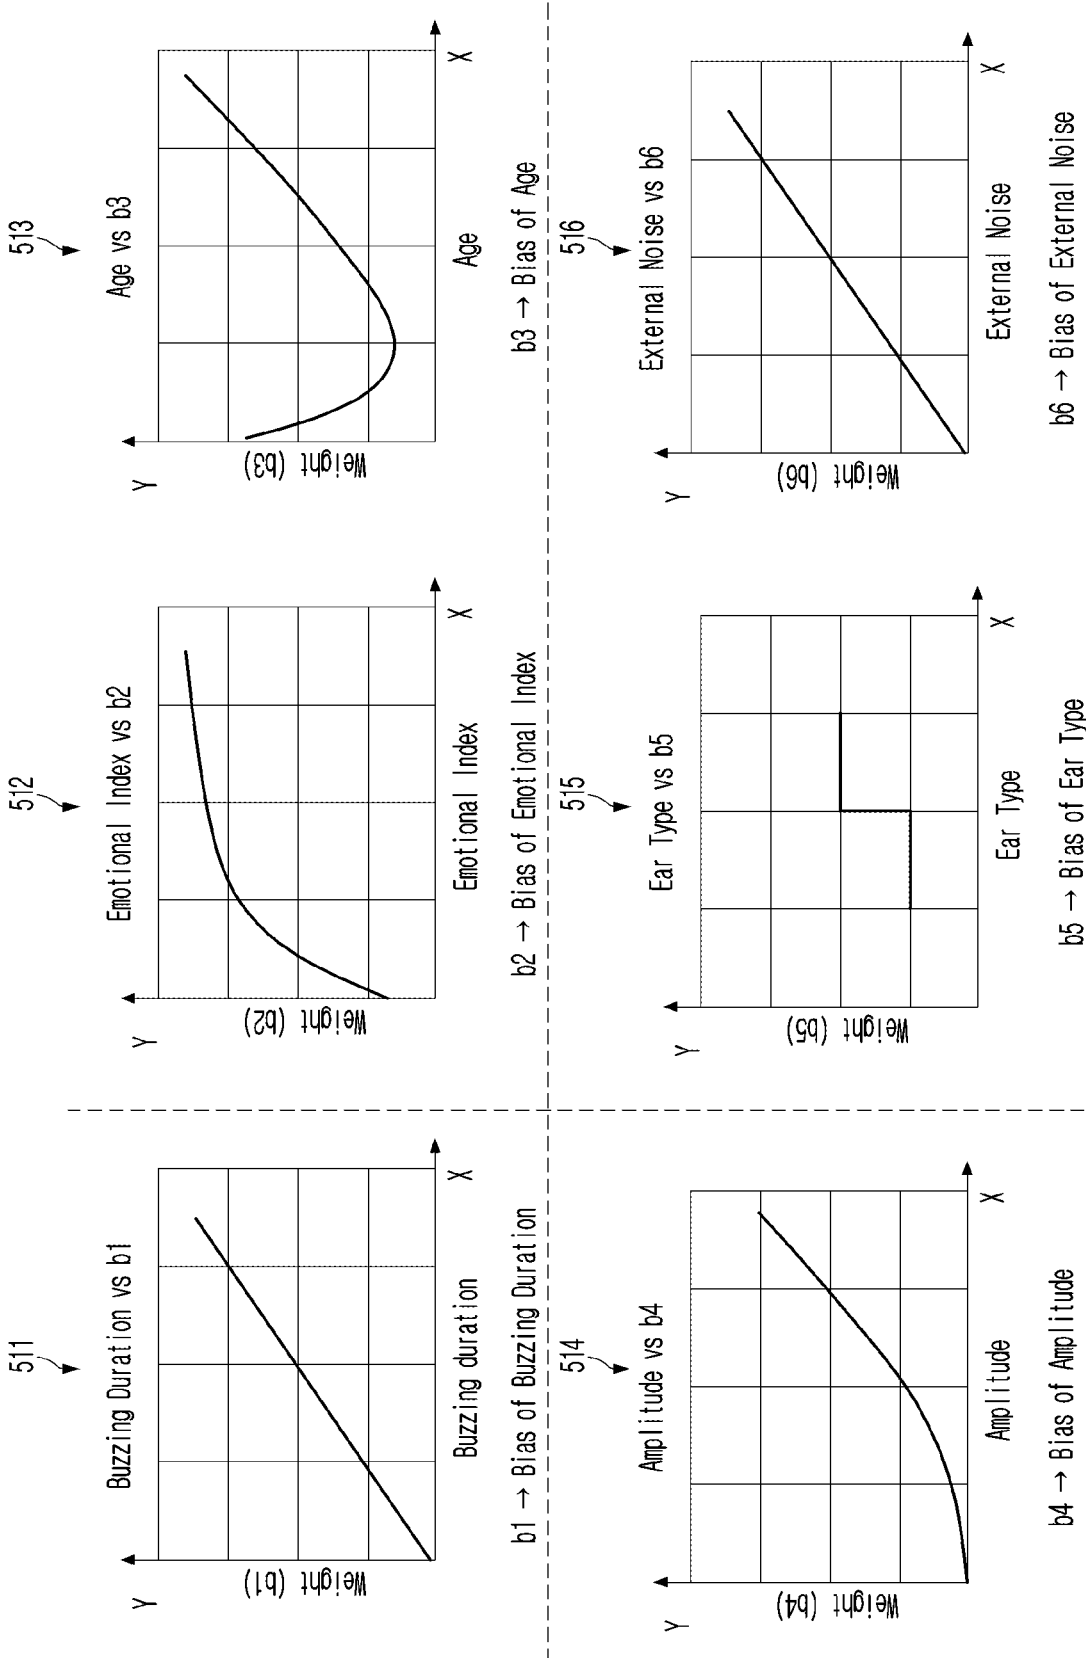 511
Buzzing Duration vs b1
Y
Weight (b1)
X
Buzzing duration
b1 → Bias of Buzzing Duration
512
Emotional Index vs b2
Y
Weight (b2)
X
Emotional Index
b2 → Bias of Emotional Index
513
Age vs b3
Y
Weight (b3)
X
Age
b3 → Bias of Age
514
Amplitude vs b4
Y
Weight (b4)
X
Amplitude
b4 → Bias of Amplitude
515
Ear Type vs b5
Y
Weight (b5)
X
Ear Type
b5 → Bias of Ear Type
516
External Noise vs b6
Y
Weight (b6)
X
External Noise
b6 → Bias of External Noise